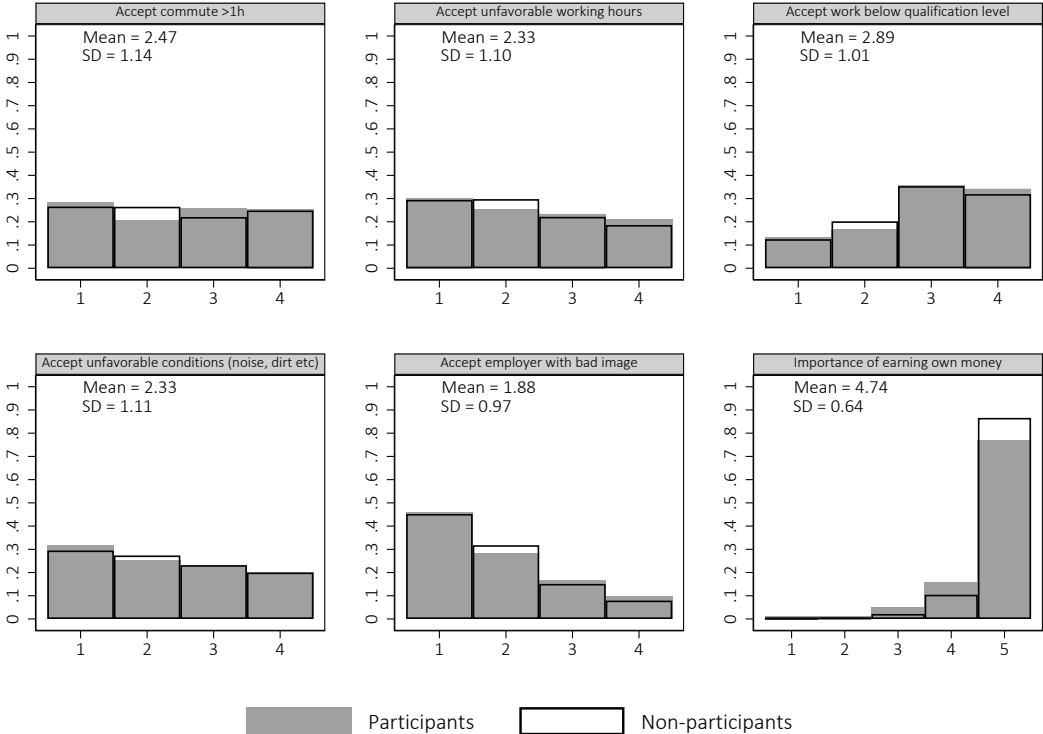 Accept commute >1h
Mean = 2.47
SD = 1.14
0 .1 .2 .3 .4 .5 .6 .7 .8 .9 1
1 2 3 4
Accept unfavorable working hours
Mean = 2.33
SD = 1.10
0 .1 .2 .3 .4 .5 .6 .7 .8 .9 1
1 2 3 4
Accept work below qualification level
Mean = 2.89
SD = 1.01
0 .1 .2 .3 .4 .5 .6 .7 .8 .9 1
1 2 3 4
Accept unfavorable conditions (noise, dirt etc)
Mean = 2.33
SD = 1.11
0 .1 .2 .3 .4 .5 .6 .7 .8 .9 1
1 2 3 4
Accept employer with bad image
Mean = 1.88
SD = 0.97
0 .1 .2 .3 .4 .5 .6 .7 .8 .9 1
1 2 3 4
Importance of earning own money
Mean = 4.74
SD = 0.64
0 .1 .2 .3 .4 .5 .6 .7 .8 .9 1
1 2 3 4 5
Participants
Non-participants